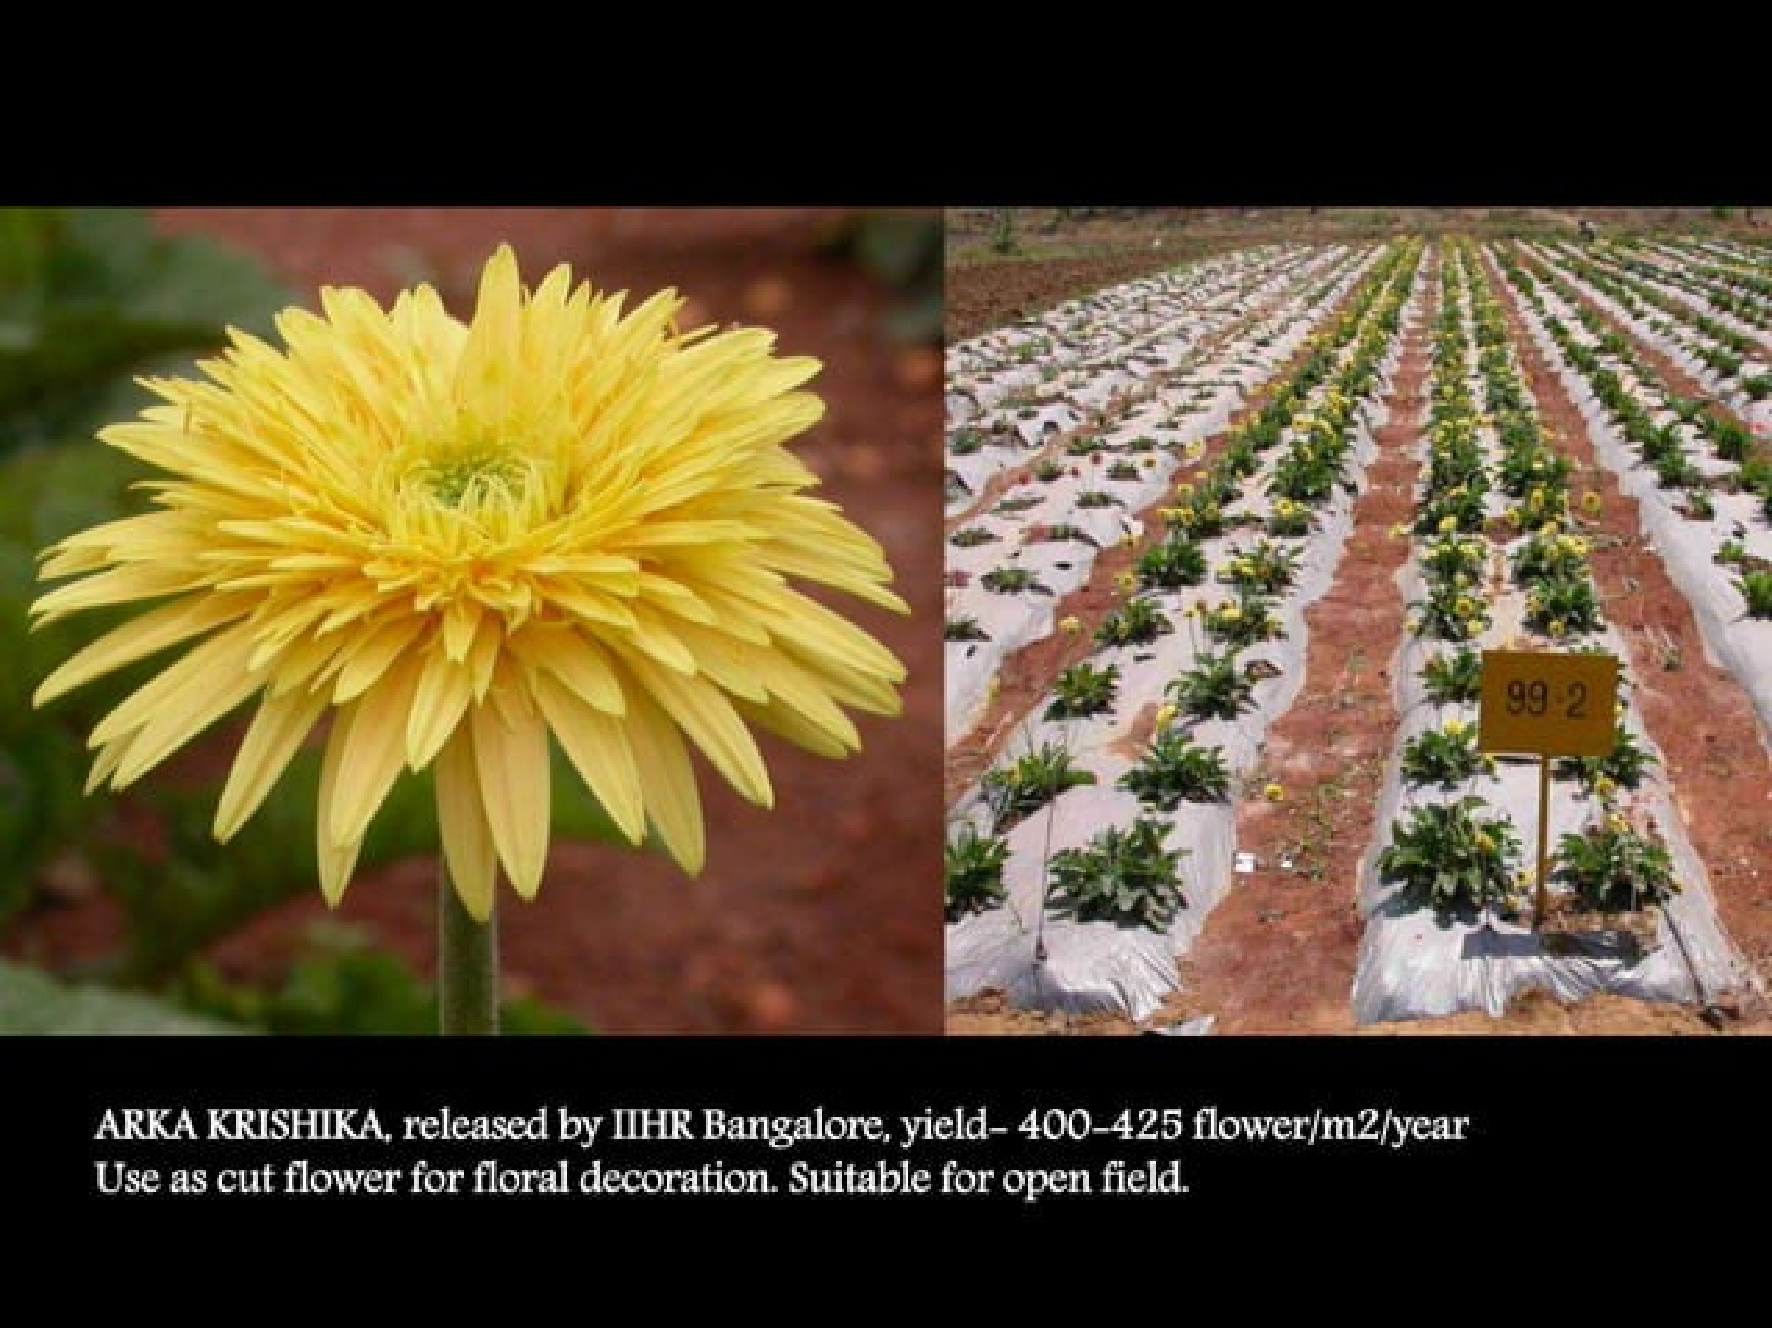 99·2
ARKA KRISHIKA, released by IIHR Bangalore, yield- 400-425 flower/m2/year
Use as cut flower for floral decoration. Suitable for open field.